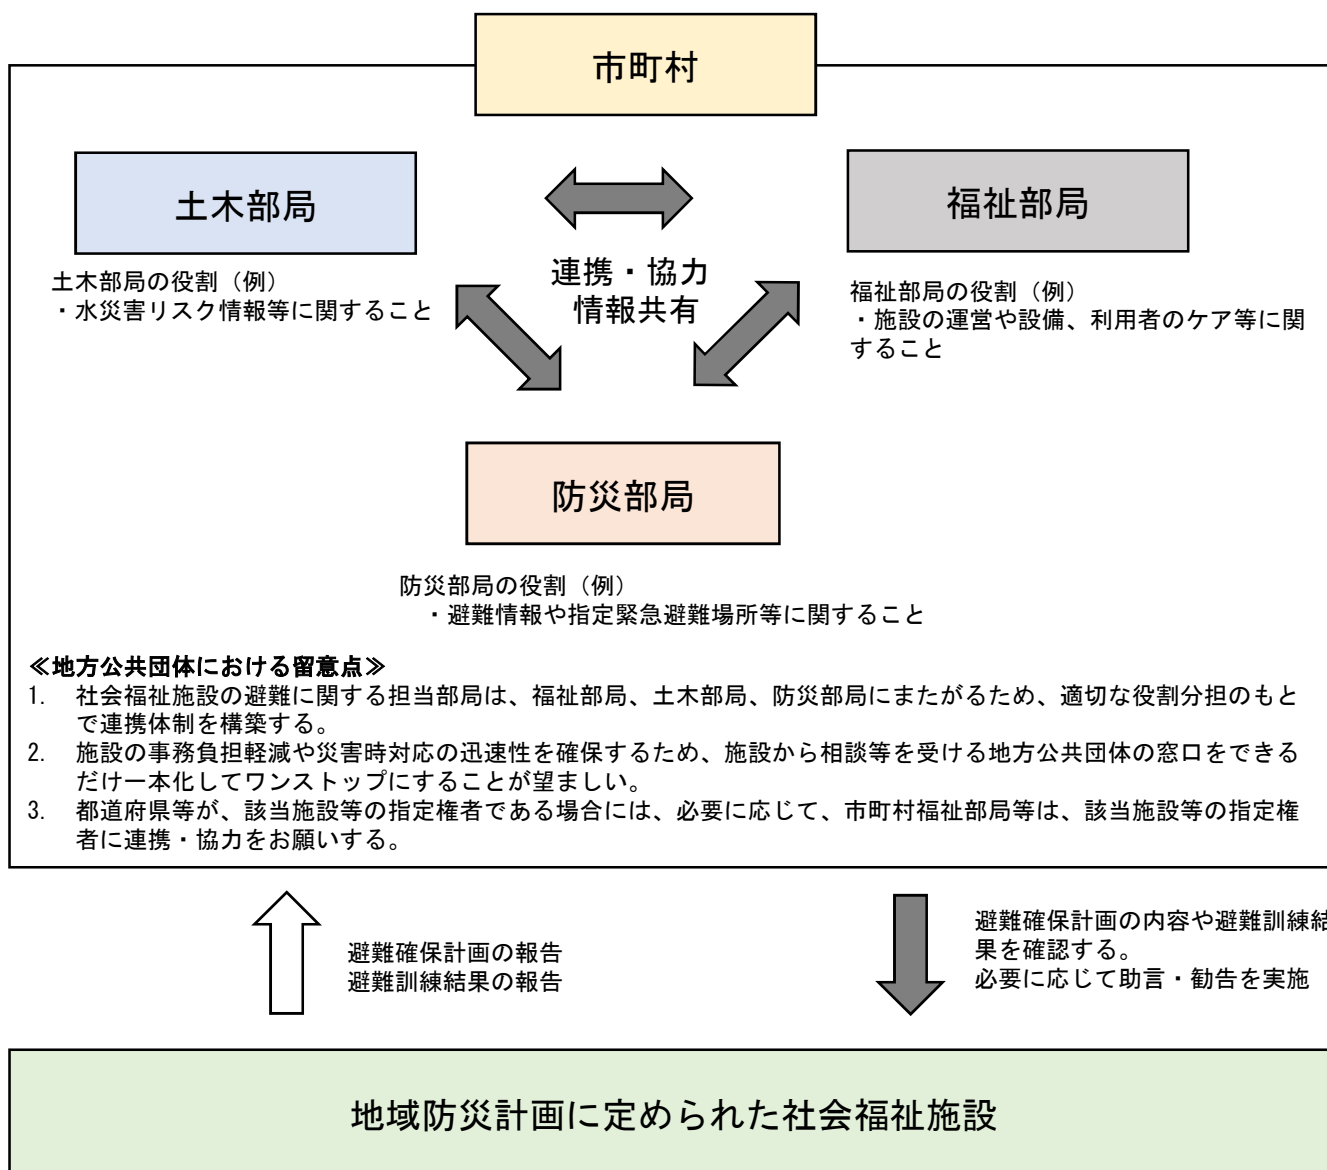 市町村
土木部局
福祉部局
連携・協力
情報共有
土木部局の役割（例）
・水災害リスク情報等に関すること
福祉部局の役割（例）
・施設の運営や設備、利用者のケア等に関
すること
防災部局
防災部局の役割（例）
・避難情報や指定緊急避難場所等に関すること
≪地方公共団体における留意点≫
1. 社会福祉施設の避難に関する担当部局は、福祉部局、土木部局、防災部局にまたがるため、適切な役割分担のもと
で連携体制を構築する。
2. 施設の事務負担軽減や災害時対応の迅速性を確保するため、施設から相談等を受ける地方公共団体の窓口をできる
だけ一本化してワンストップにすることが望ましい。
3. 都道府県等が、該当施設等の指定権者である場合には、必要に応じて、市町村福祉部局等は、該当施設等の指定権
者に連携・協力をお願いする。
避難確保計画の報告
避難訓練結果の報告
避難確保計画の内容や避難訓練結
果を確認する。
必要に応じて助言・勧告を実施
地域防災計画に定められた社会福祉施設